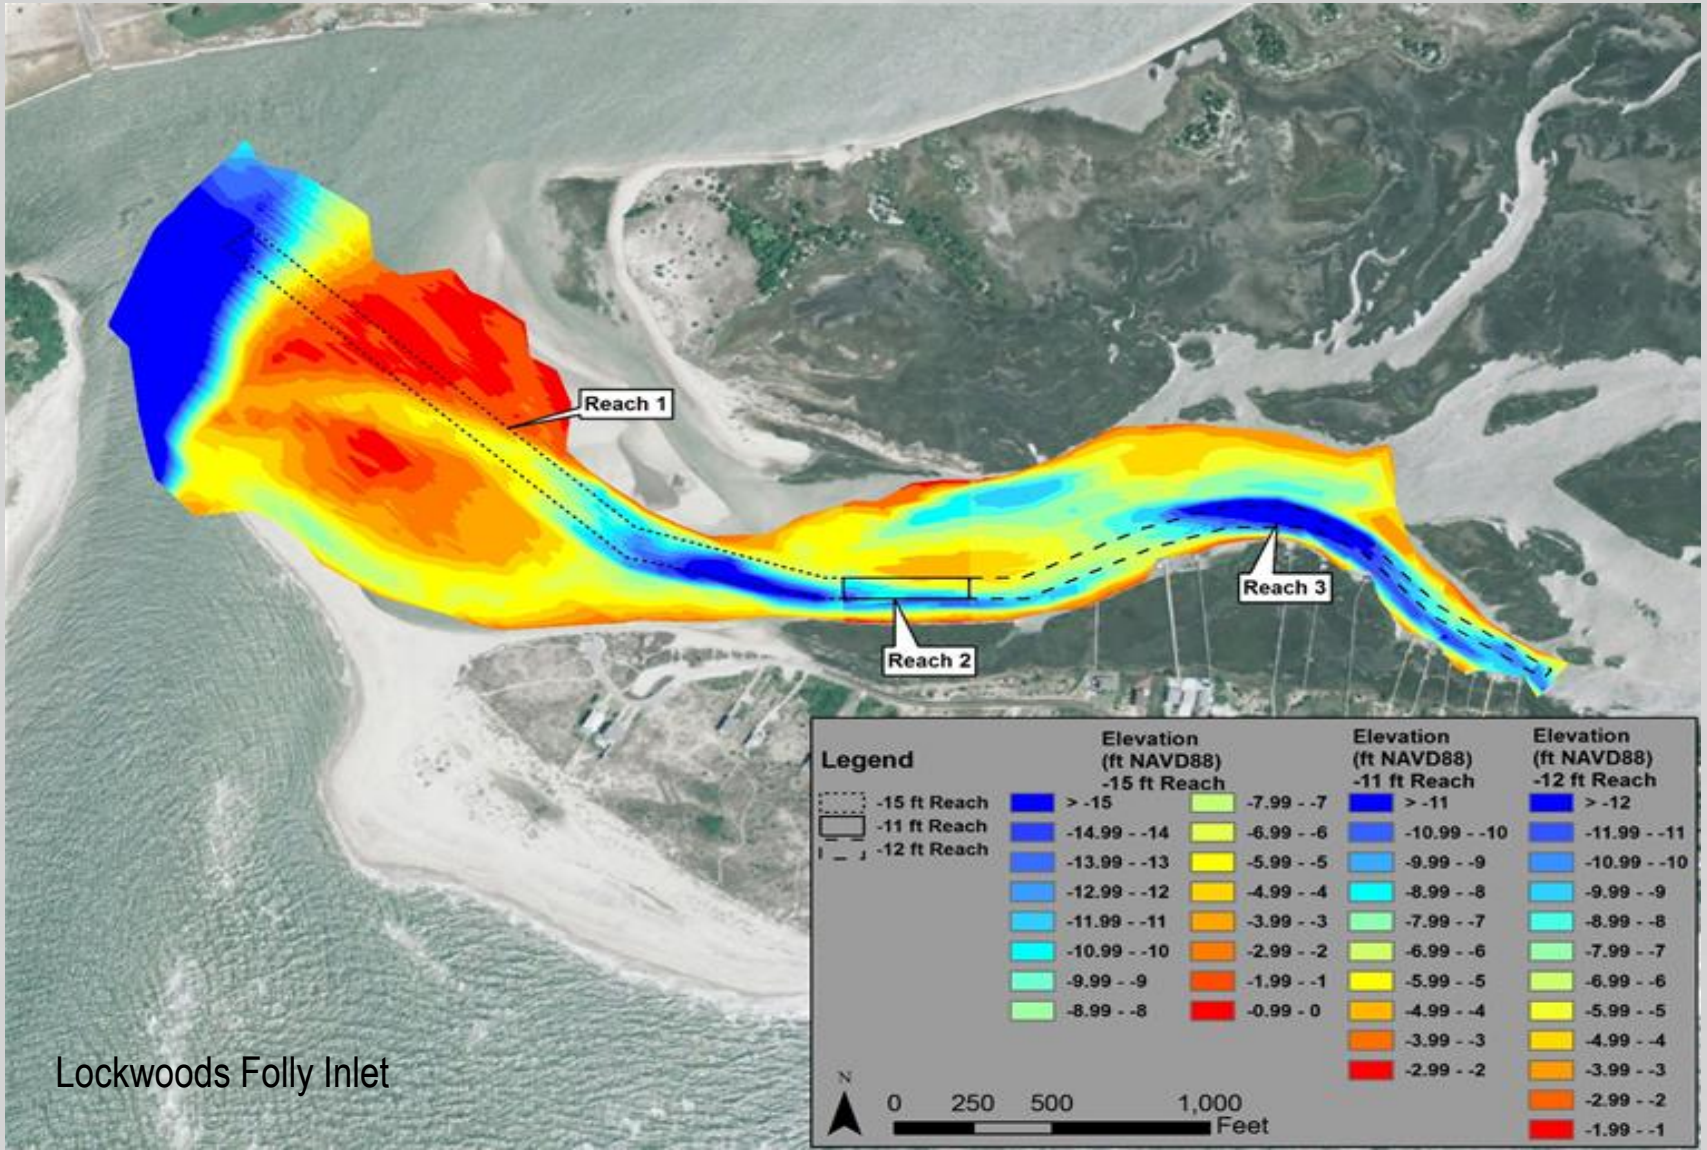 Reach 1
Reach 3
Reach 2
Legend
-15 ft Reach
-11 ft Reach
-12 ft Reach
Elevation
(ft NAVD88)
-15 ft Reach
> -15
-14.99 - -14
-13.99 - -13
-12.99 - -12
-11.99 - -11
-10.99 - -10
-9.99 - -9
-8.99 - -8
-7.99 - -7
-6.99 - -6
-5.99 - -5
-4.99 - -4
-3.99 - -3
-2.99 - -2
-1.99 - -1
-0.99 - 0
Elevation
(ft NAVD88)
-11 ft Reach
> -11
-10.99 - -10
-9.99 - -9
-8.99 - -8
-7.99 - -7
-6.99 - -6
-5.99 - -5
-4.99 - -4
-3.99 - -3
-2.99 - -2
Elevation
(ft NAVD88)
-12 ft Reach
> -12
-11.99 - -11
-10.99 - -10
-9.99 - -9
-8.99 - -8
-7.99 - -7
-6.99 - -6
-5.99 - -5
-4.99 - -4
-3.99 - -3
-2.99 - -2
-1.99 - -1
N
0 250 500 1,000
Feet
Lockwoods Folly Inlet